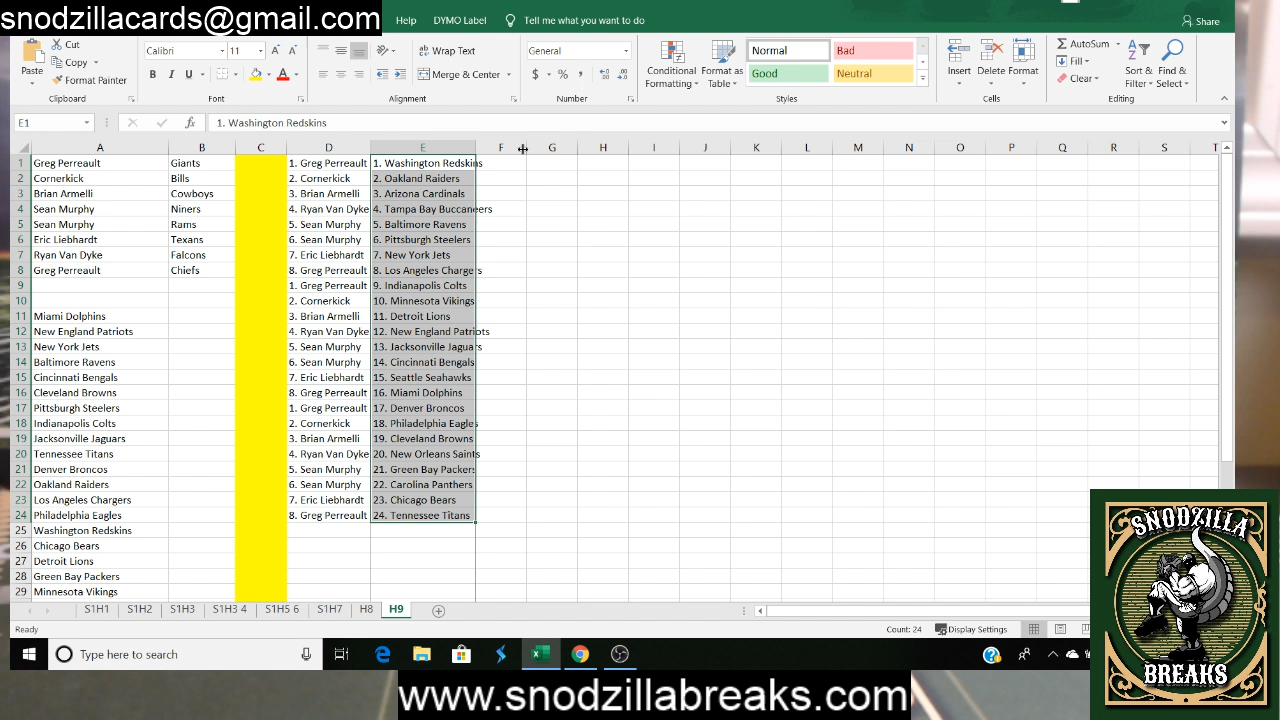 snodzillacards@gmail.com
Help DYMO Label Tell me what you want to do Share
Cut Calibri 11 Wrap Text General Normal Bad AutoSum
Copy Fill
Paste Format Painter B I U Merge & Center $ % Conditional Formatting Format as Table Good Neutral Insert Delete Format Clear Sort & Filter Find & Select
Clipboard Font Alignment Number Styles Cells Editing
E1 fx 1. Washington Redskins
A B C D E F G H I J K L M N O P Q R S T
1 Greg Perreault Giants 1. Greg Perreault 1. Washington Redskins
2 Cornerkick Bills 2. Cornerkick 2. Oakland Raiders
3 Brian Armelli Cowboys 3. Brian Armelli 3. Arizona Cardinals
4 Sean Murphy Niners 4. Ryan Van Dyke 4. Tampa Bay Buccaneers
5 Sean Murphy Rams 5. Sean Murphy 5. Baltimore Ravens
6 Eric Liebhardt Texans 6. Sean Murphy 6. Pittsburgh Steelers
7 Ryan Van Dyke Falcons 7. Eric Liebhardt 7. New York Jets
8 Greg Perreault Chiefs 8. Greg Perreault 8. Los Angeles Chargers
9 1. Greg Perreault 9. Indianapolis Colts
10 2. Cornerkick 10. Minnesota Vikings
11 Miami Dolphins 3. Brian Armelli 11. Detroit Lions
12 New England Patriots 4. Ryan Van Dyke 12. New England Patriots
13 New York Jets 5. Sean Murphy 13. Jacksonville Jaguars
14 Baltimore Ravens 6. Sean Murphy 14. Cincinnati Bengals
15 Cincinnati Bengals 7. Eric Liebhardt 15. Seattle Seahawks
16 Cleveland Browns 8. Greg Perreault 16. Miami Dolphins
17 Pittsburgh Steelers 1. Greg Perreault 17. Denver Broncos
18 Indianapolis Colts 2. Cornerkick 18. Philadelphia Eagles
19 Jacksonville Jaguars 3. Brian Armelli 19. Cleveland Browns
20 Tennessee Titans 4. Ryan Van Dyke 20. New Orleans Saints
21 Denver Broncos 5. Sean Murphy 21. Green Bay Packers
22 Oakland Raiders 6. Sean Murphy 22. Carolina Panthers
23 Los Angeles Chargers 7. Eric Liebhardt 23. Chicago Bears
24 Philadelphia Eagles 8. Greg Perreault 24. Tennessee Titans
25 Washington Redskins
26 Chicago Bears
27 Detroit Lions
28 Green Bay Packers
29 Minnesota Vikings
S1H1 S1H2 S1H3 S1H3 4 S1H5 6 S1H7 H8 H9
Ready Count: 24 Display Settings
Type here to search
SNODZILLA
BREAKS
www.snodzillabreaks.com